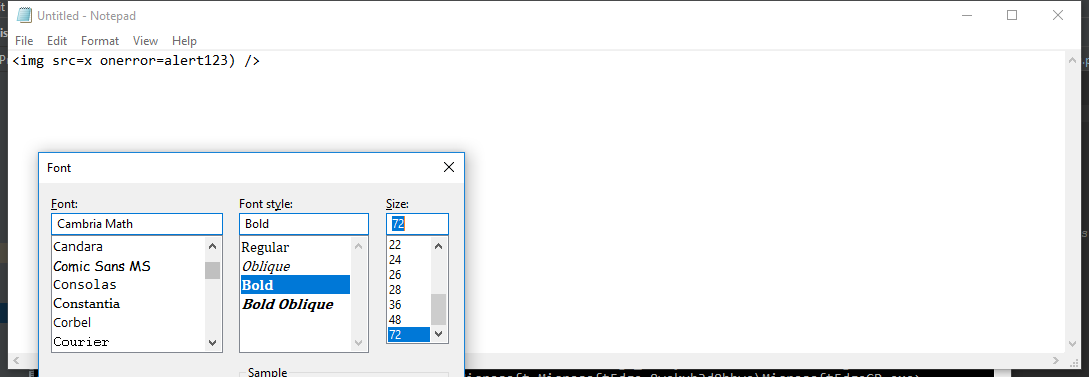 Untitled - Notepad
File Edit Format View Help
<img src=x onerror=alert123) />
Font
Font: Font style: Size:
Cambria Math Bold 72
Candara Regular 22
Comic Sans MS Oblique 24
Consolas Bold 26
Constantia Bold Oblique 28
Corbel 36
Courier 48
72
Sample